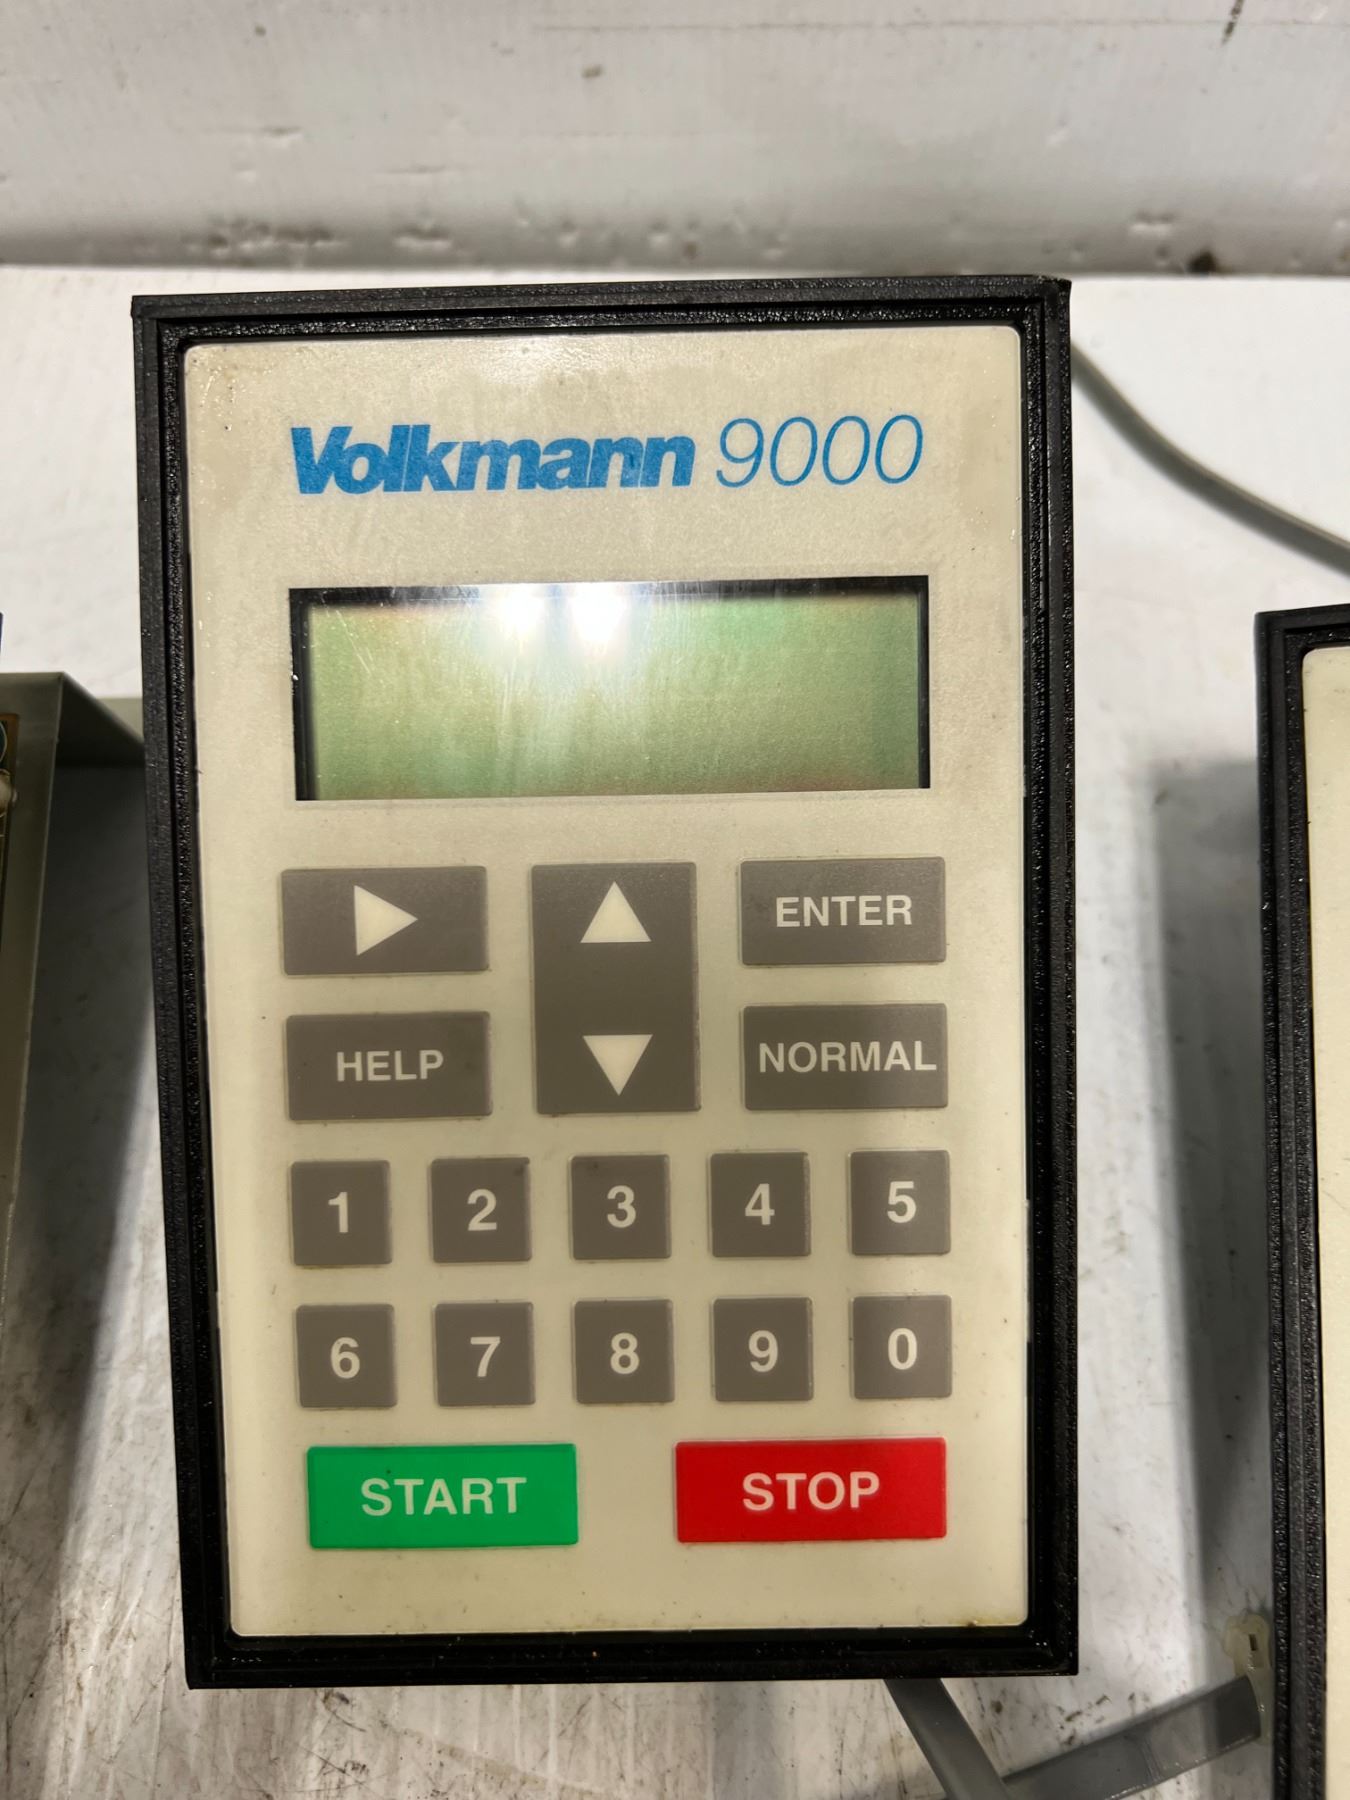 Volkmann 9000
ENTER
HELP
NORMAL
1 2 3 4 5
6 7 8 9 0
START STOP